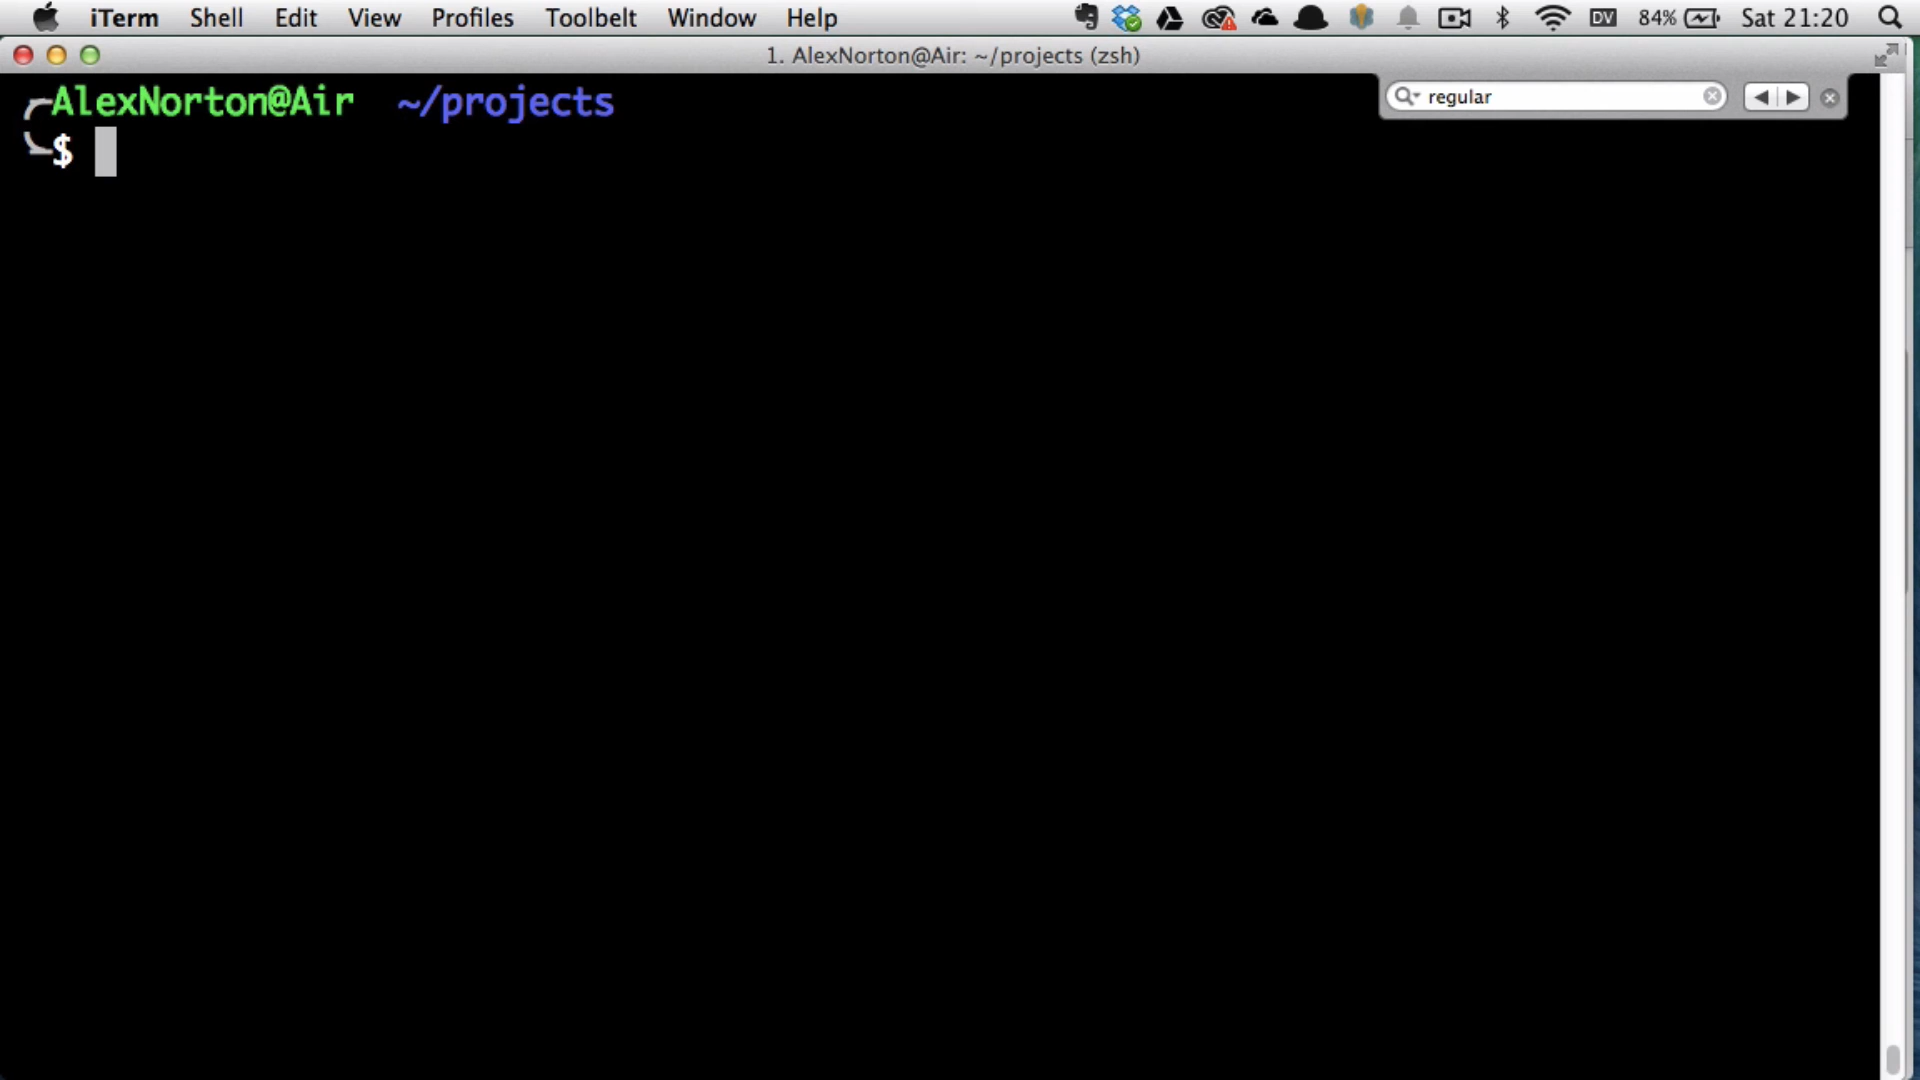 iTerm Shell Edit View Profiles Toolbelt Window Help DV 84% Sat 21:20
1. AlexNorton@Air: ~/projects (zsh)
AlexNorton@Air ~/projects
regular
$